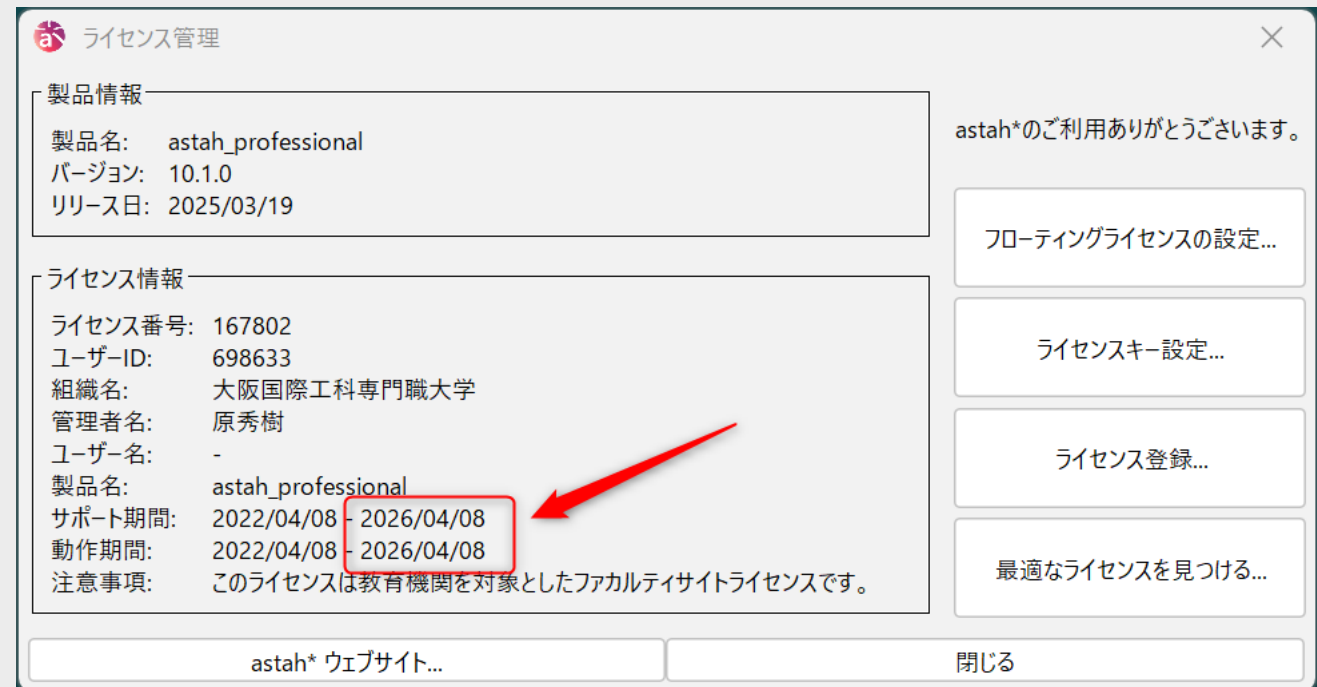 ライセンス管理
製品情報
製品名: astah_professional
バージョン: 10.1.0
リリース日: 2025/03/19
ライセンス情報
ライセンス番号: 167802
ユーザーID: 698633
組織名: 大阪国際工科専門職大学
管理者名: 原秀樹
ユーザー名: -
製品名: astah_professional
サポート期間: 2022/04/08 - 2026/04/08
動作期間: 2022/04/08 - 2026/04/08
注意事項: このライセンスは教育機関を対象としたファカルティサイトライセンスです。
astah*のご利用ありがとうございます。
フローティングライセンスの設定...
ライセンスキー設定...
ライセンス登録...
最適なライセンスを見つける...
astah* ウェブサイト...
閉じる